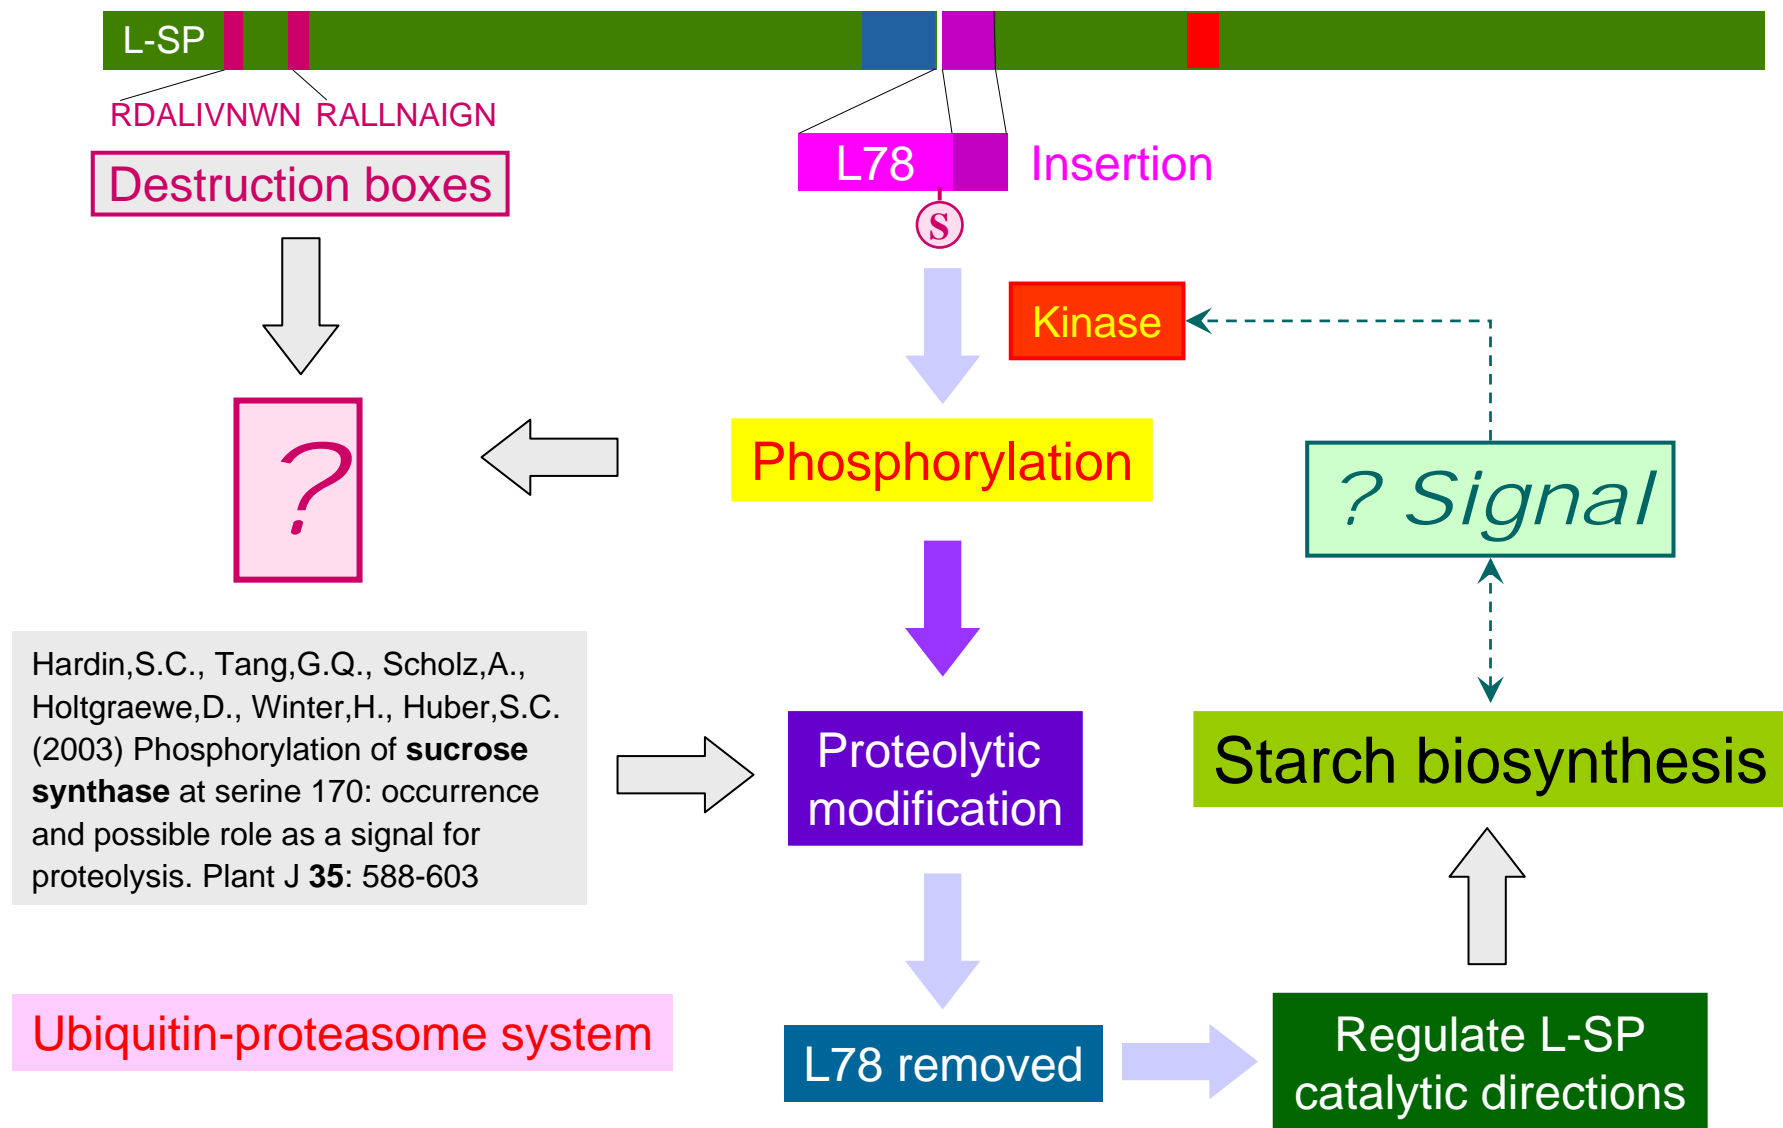 L-SP
RDALIVNWN RALLNAIGN
Destruction boxes
L78
Insertion
S
Kinase
?
Phosphorylation
? Signal
Hardin,S.C., Tang,G.Q., Scholz,A.,
Holtgraewe,D., Winter,H., Huber,S.C.
(2003) Phosphorylation of sucrose
synthase at serine 170: occurrence
and possible role as a signal for
proteolysis. Plant J 35: 588-603
Proteolytic
modification
Starch biosynthesis
Ubiquitin-proteasome system
L78 removed
Regulate L-SP
catalytic directions